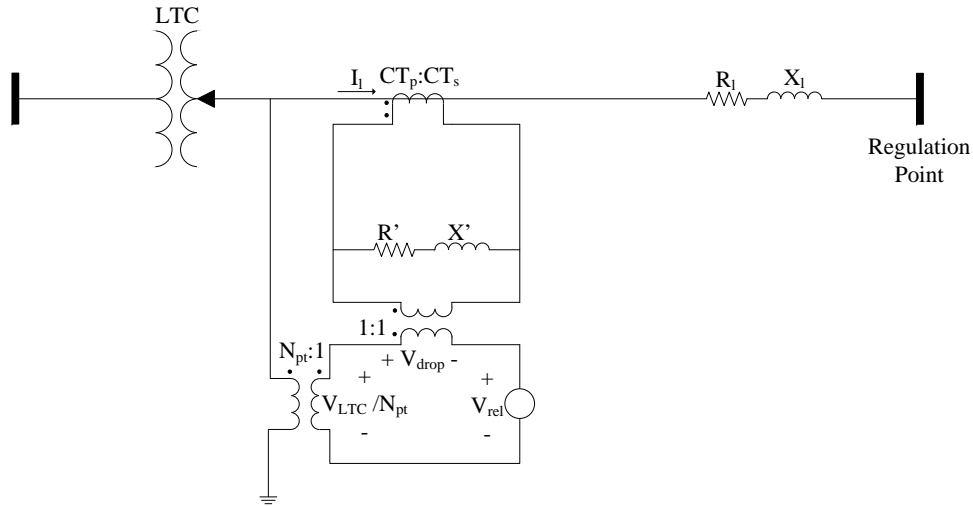 LTC
I_l
CT_p:CT_s
R_l
X_l
Regulation
Point
R'
X'
1:1
N_pt:1
+ V_drop -
+
V_LTC /N_pt
-
+
V_rel
-